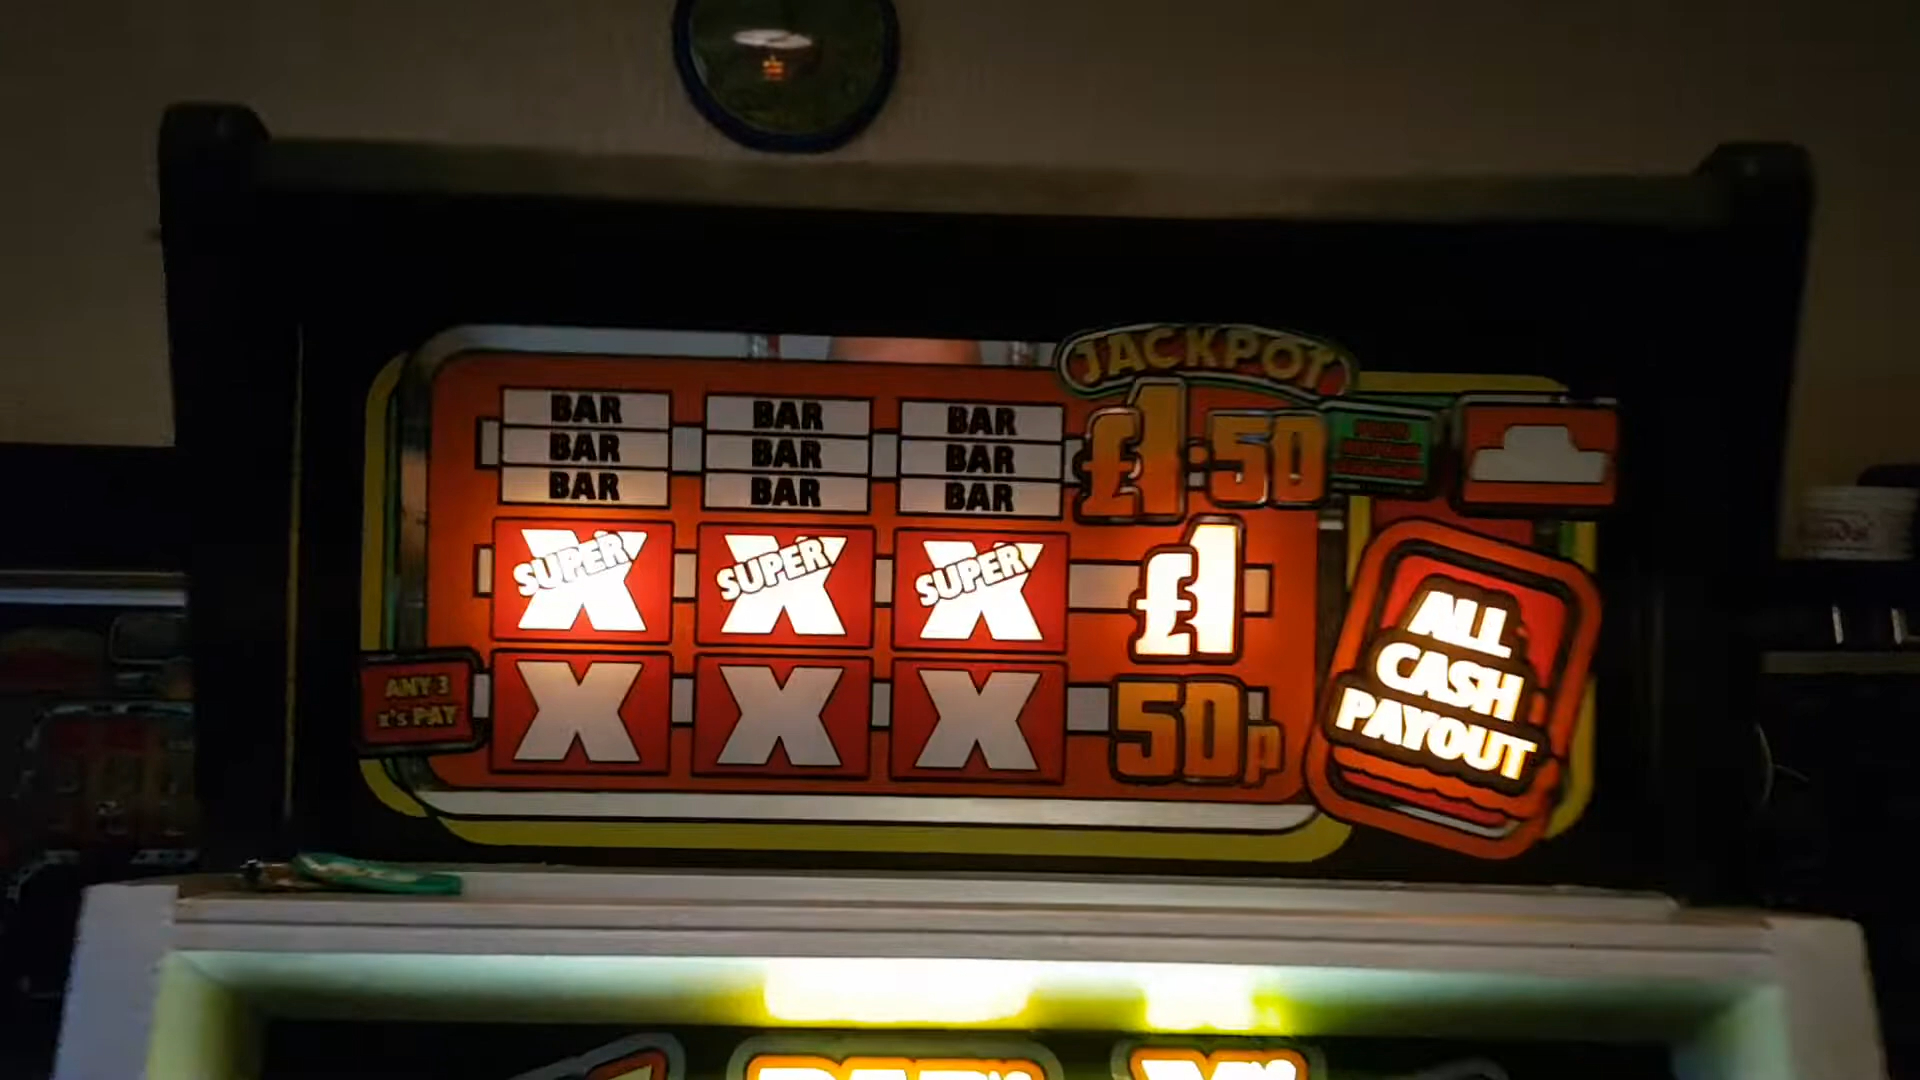 JACKPOT
BAR BAR BAR
BAR BAR BAR
BAR BAR BAR
£1.50
SUPER X SUPER X SUPER X £1
ANY 3
x's PAY
X X X 50p
ALL
CASH
PAYOUT